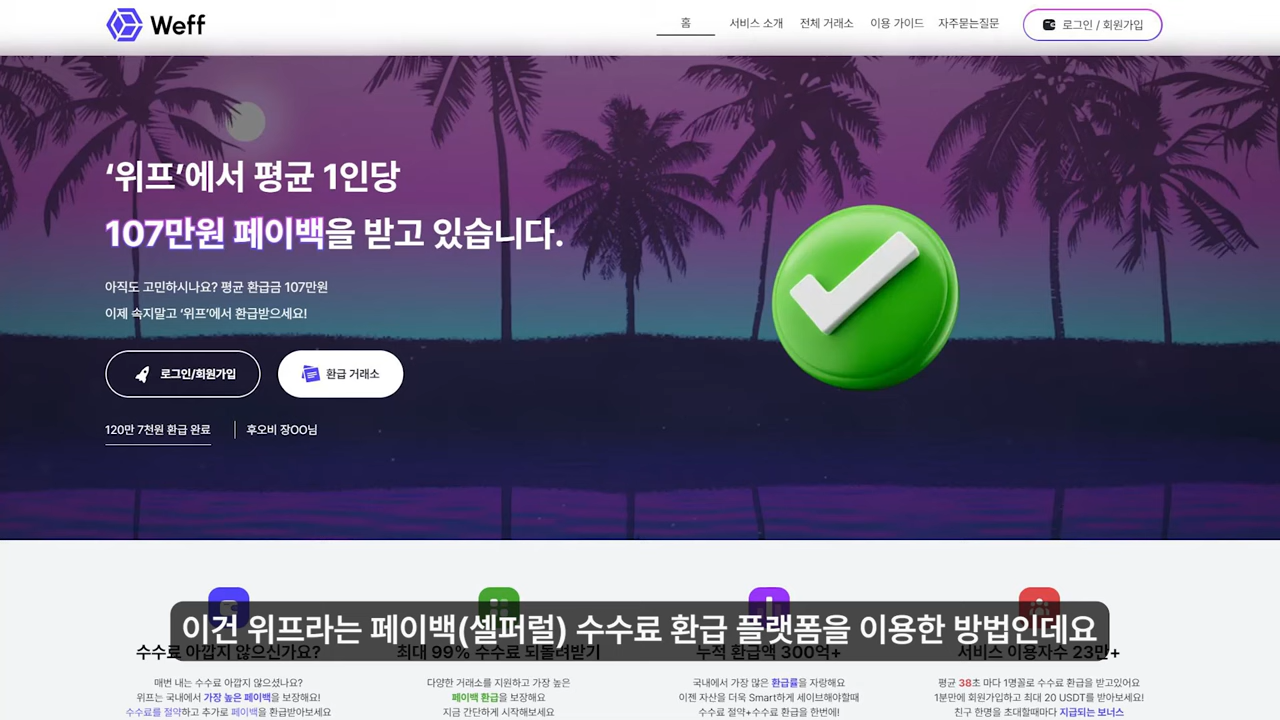 Weff
홈
서비스 소개
전체 거래소
이용 가이드
자주묻는질문
로그인 / 회원가입
‘위프’에서 평균 1인당
107만원 페이백을 받고 있습니다.
아직도 고민하시나요? 평균 환급금 107만원
이제 속지말고 ‘위프’에서 환급받으세요!
로그인/회원가입
환급 거래소
120만 7천원 환급 완료
후오비 장OO님
이건 위프라는 페이백(셀퍼럴) 수수료 환급 플랫폼을 이용한 방법인데요
수수료 아깝지 않으신가요?
매번 내는 수수료 아깝지 않으셨나요?
위프는 국내에서 가장 높은 페이백을 보장해요!
수수료를 절약하고 추가로 페이백을 환급받아보세요
최대 99% 수수료 되돌려받기
다양한 거래소를 지원하고 가장 높은
페이백 환급을 보장해요
지금 간단하게 시작해보세요
누적 환급액 300억+
국내에서 가장 많은 환급률을 자랑해요
이젠 자산을 더욱 Smart하게 세이브해야할때
수수료 절약+수수료 환급을 한번에!
서비스 이용자수 23만+
평균 38초 마다 1명꼴로 수수료 환급을 받고있어요
1분만에 회원가입하고 최대 20 USDT를 받아보세요!
친구 한명을 초대할때마다 지급되는 보너스